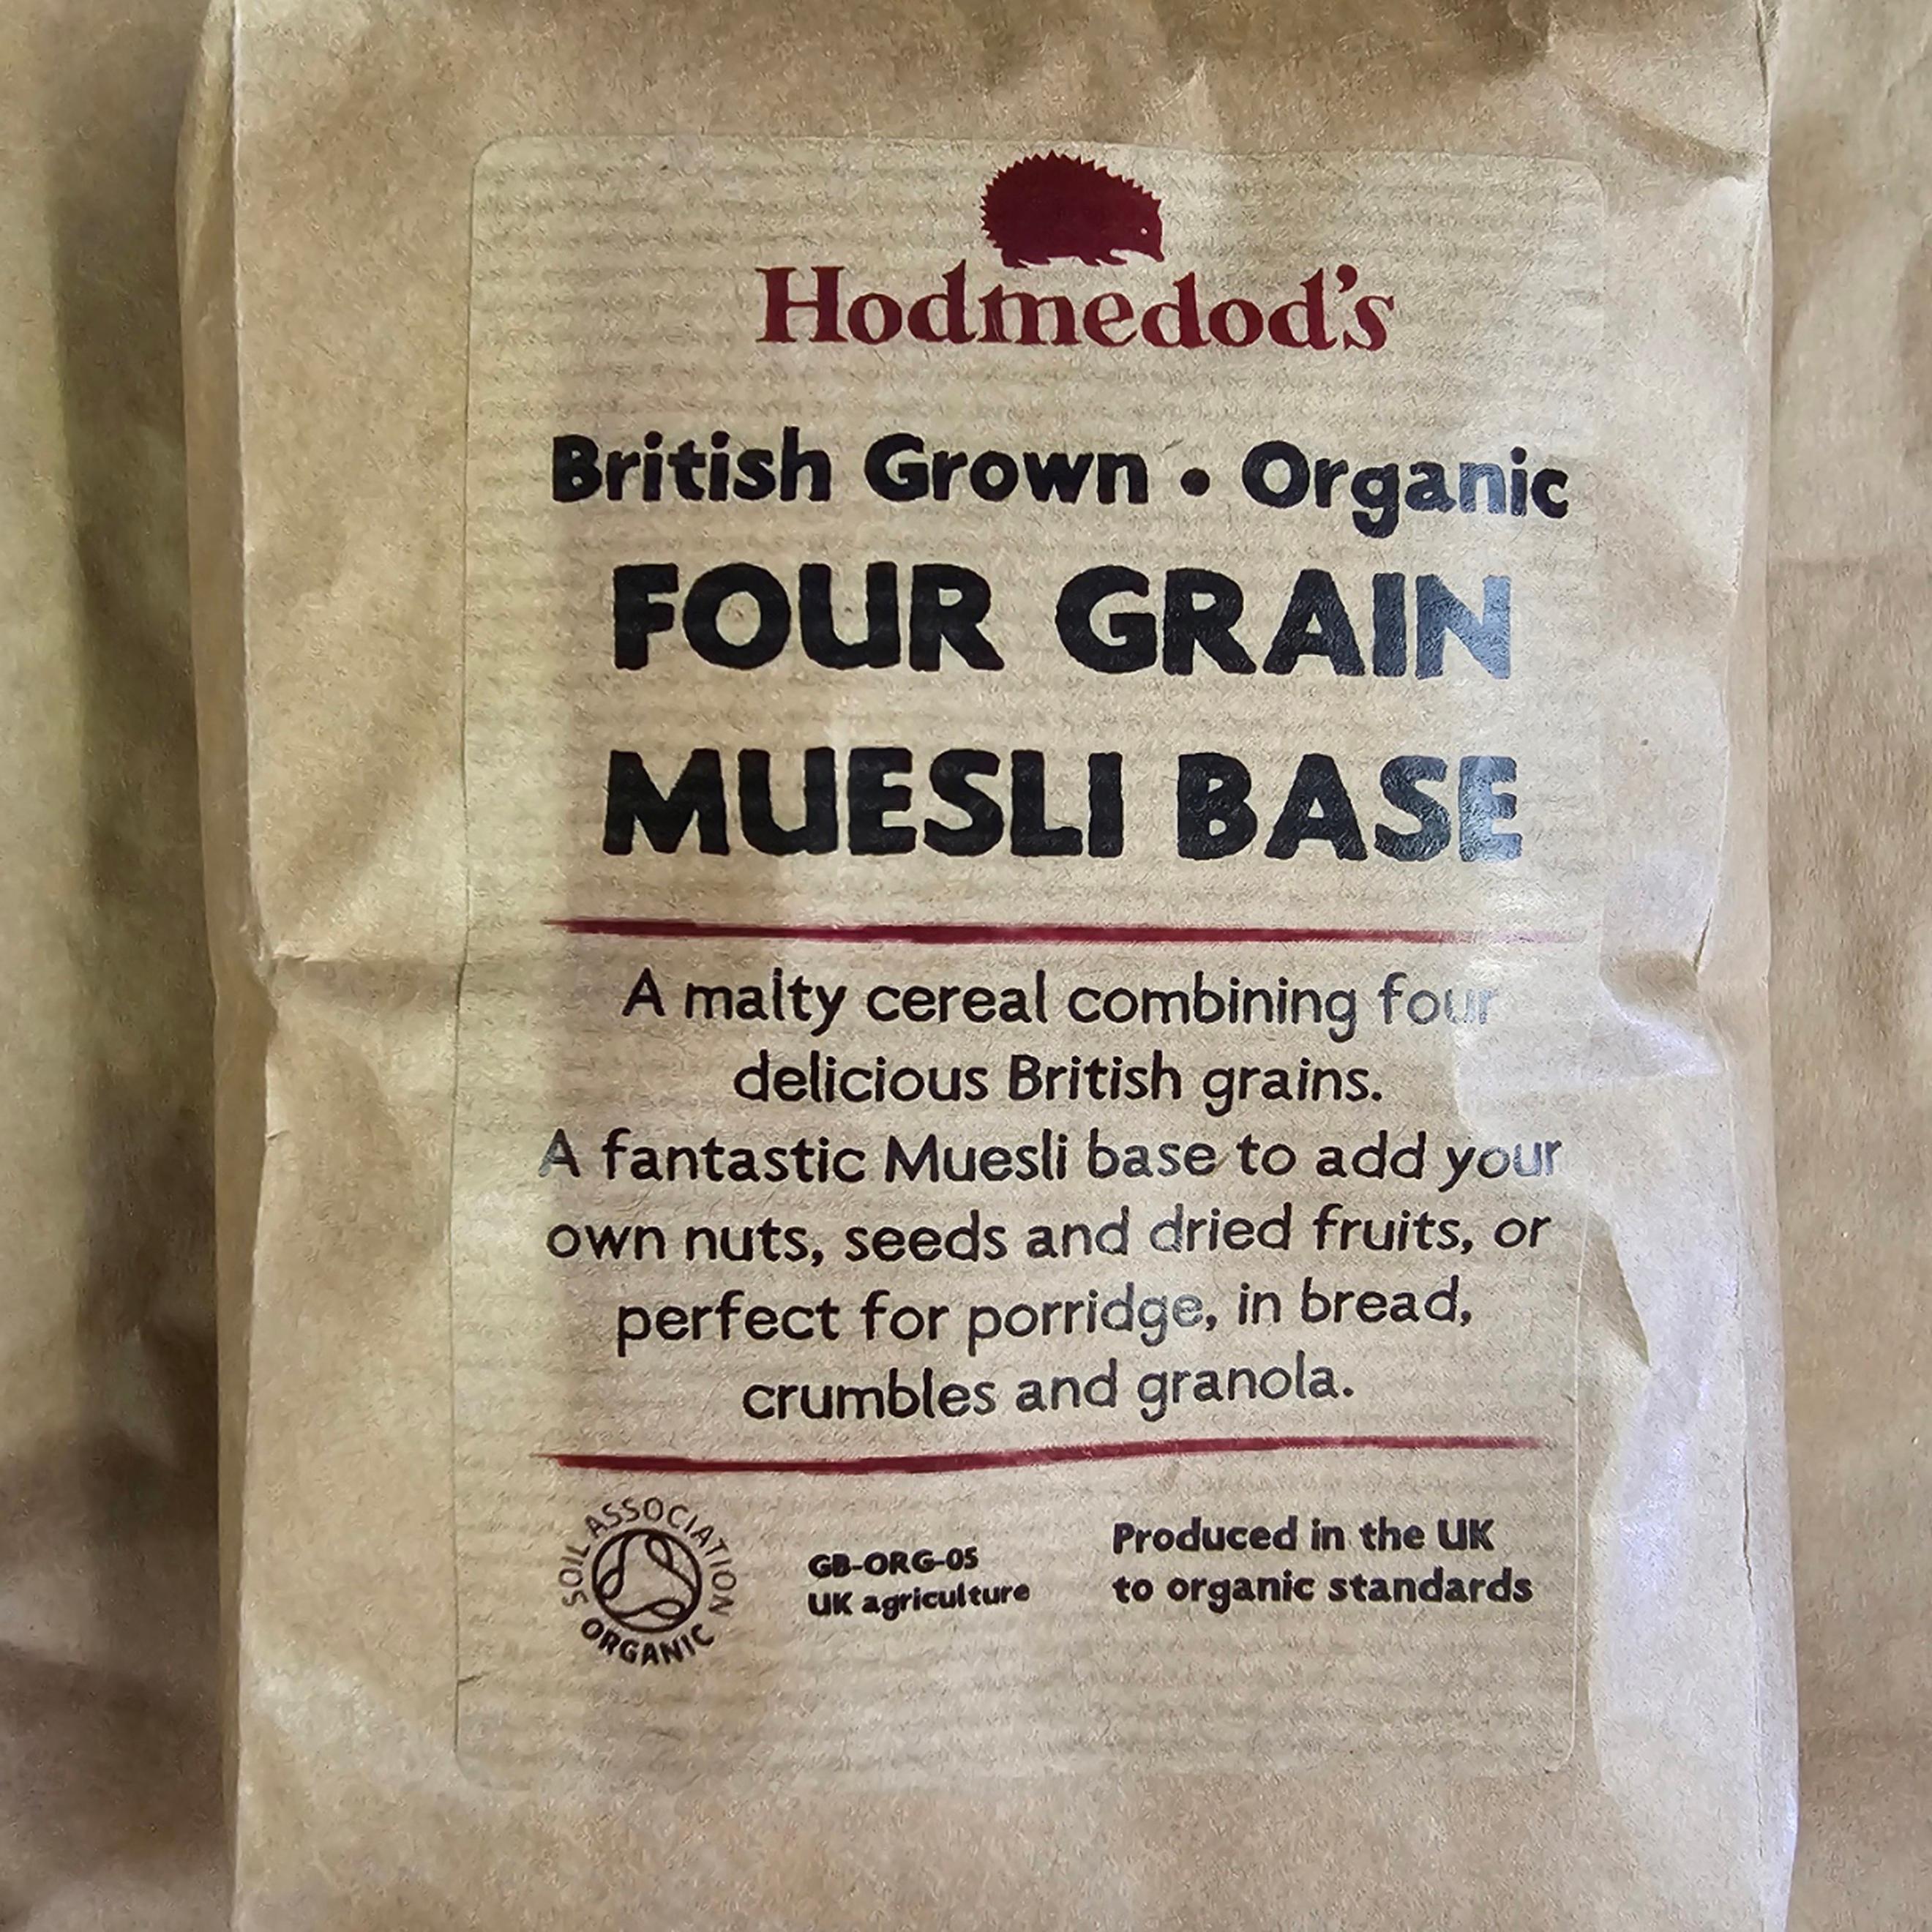 Hodmedod's
British Grown • Organic
FOUR GRAIN
MUESLI BASE
A malty cereal combining four
delicious British grains.
A fantastic Muesli base to add your
own nuts, seeds and dried fruits, or
perfect for porridge, in bread,
crumbles and granola.
SOIL ASSOCIATION
ORGANIC
GB-ORG-05
UK agriculture
Produced in the UK
to organic standards